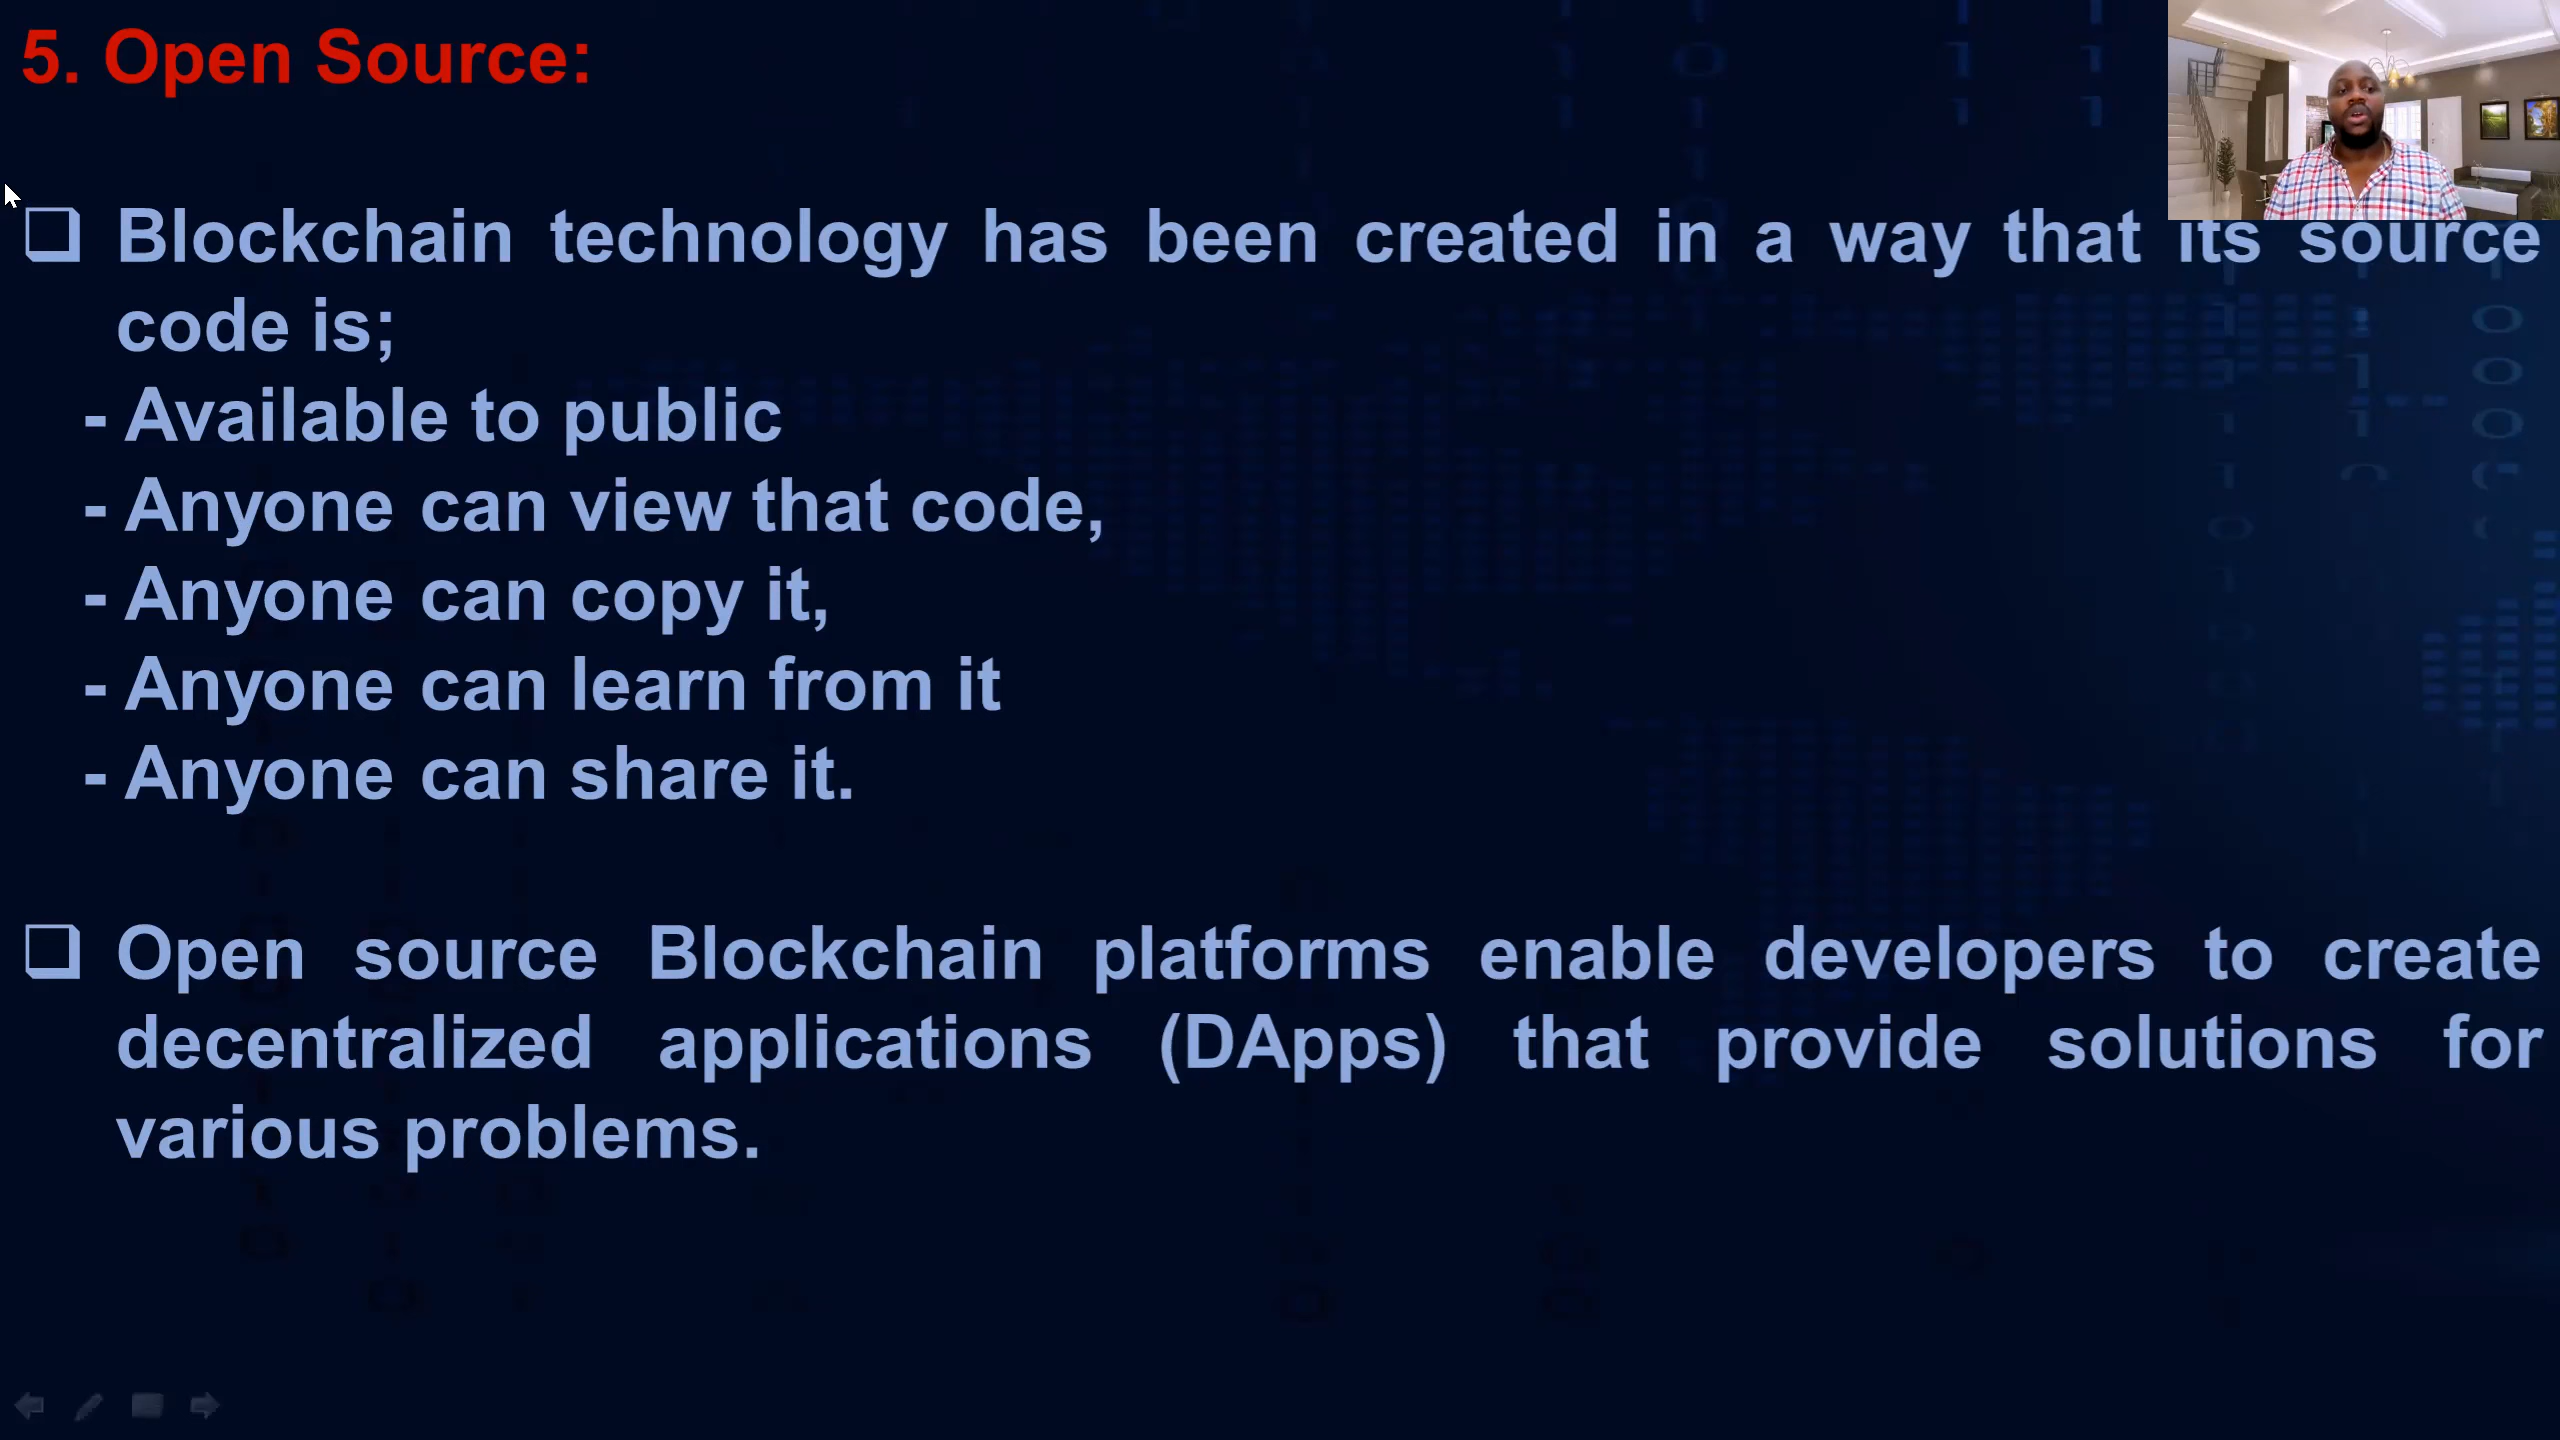 5. Open Source:
❑ Blockchain technology has been created in a way that its source
code is;
- Available to public
- Anyone can view that code,
- Anyone can copy it,
- Anyone can learn from it
- Anyone can share it.
❑ Open source Blockchain platforms enable developers to create
decentralized applications (DApps) that provide solutions for
various problems.